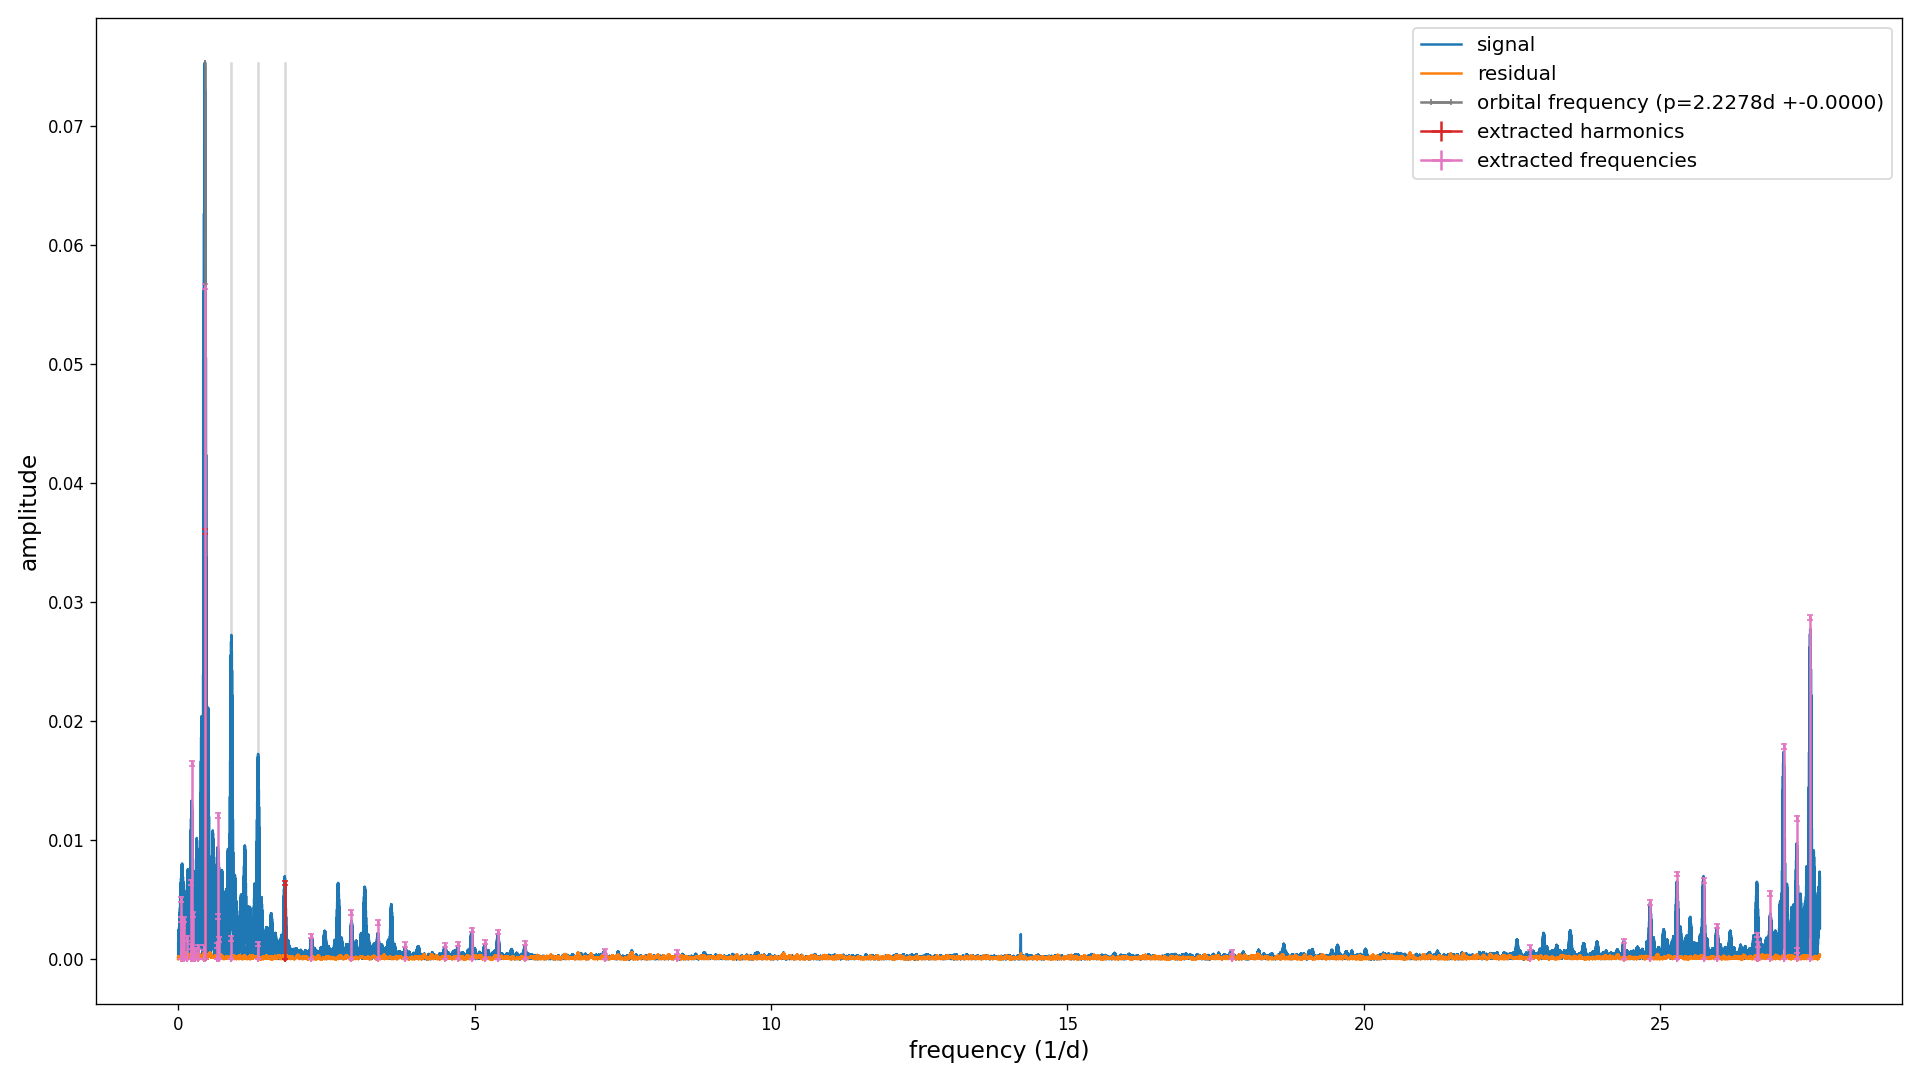 signal
residual
orbital frequency (p=2.2278d +-0.0000)
extracted harmonics
extracted frequencies
0.07
0.06
0.05
0.04
0.03
0.02
0.01
0.00
amplitude
0 5 10 15 20 25
frequency (1/d)